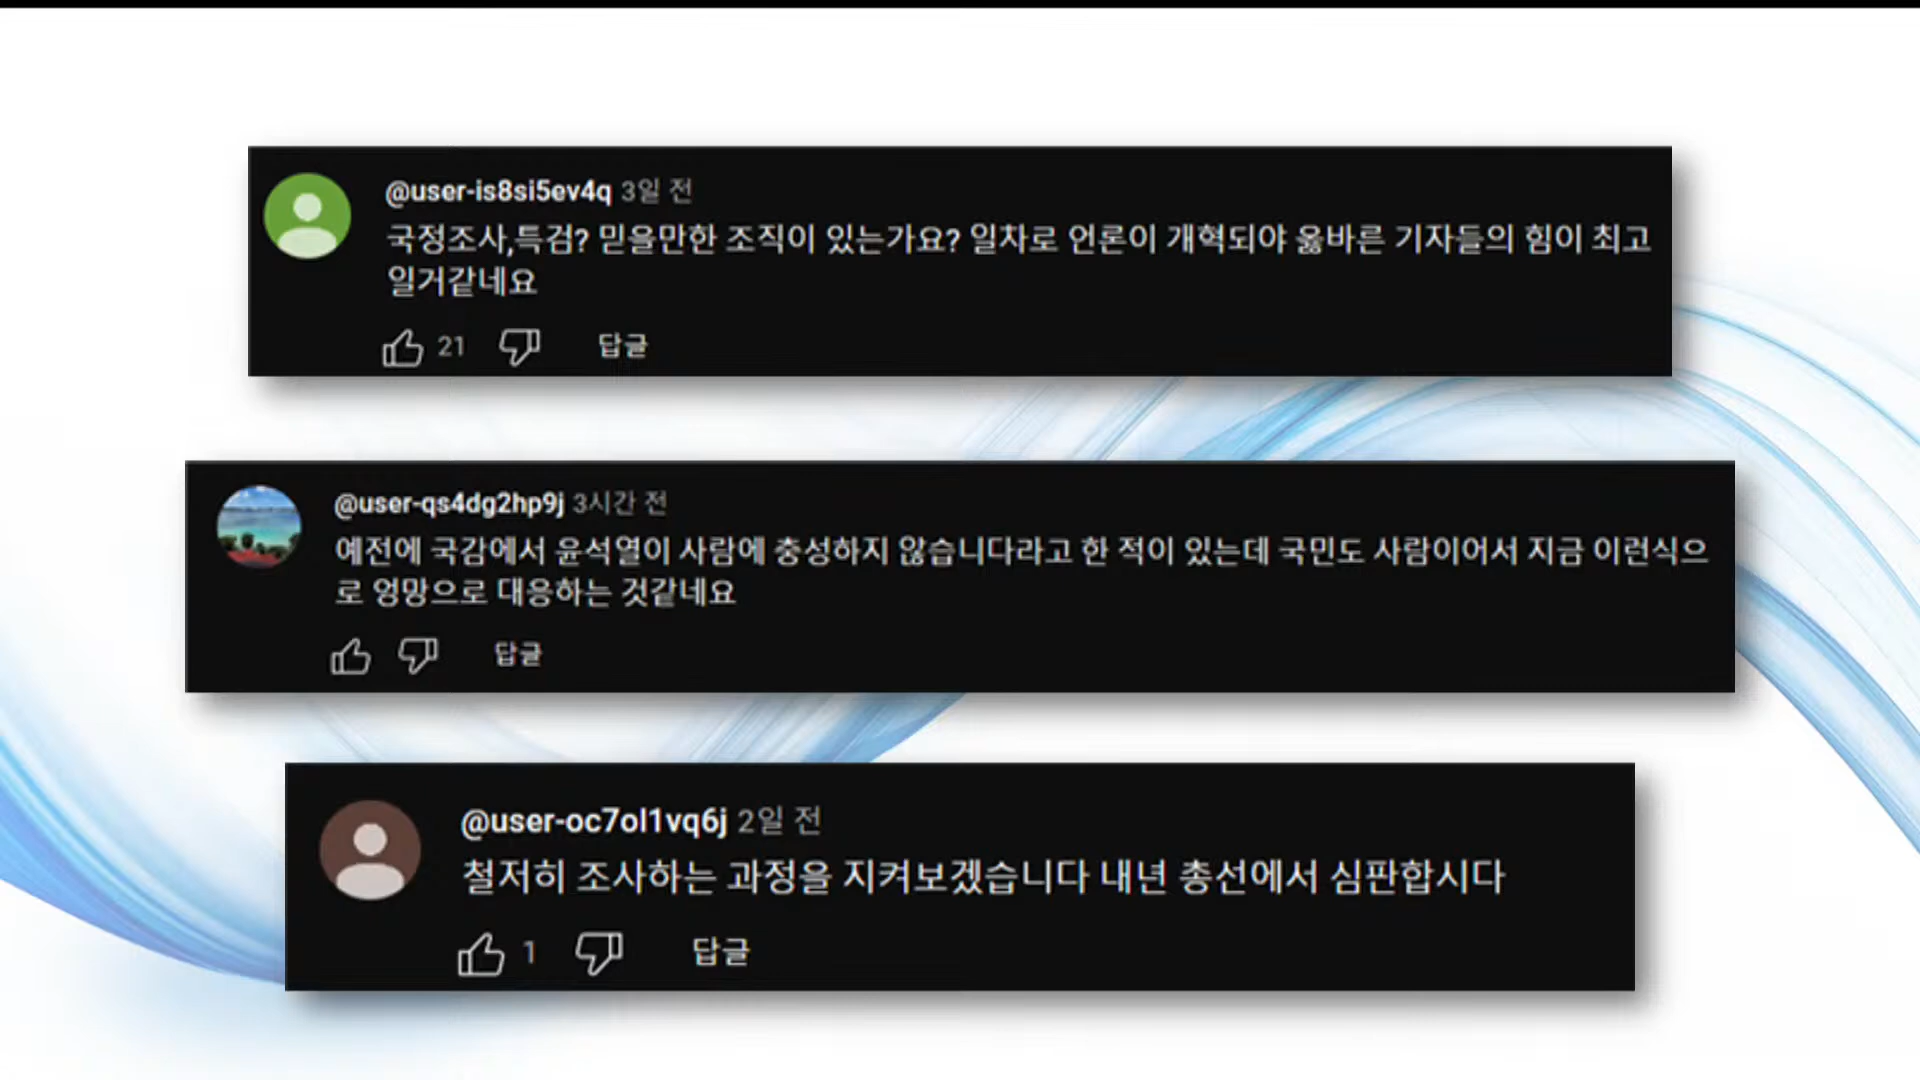 @user-is8si5ev4q 3일 전
국정조사,특검? 믿을만한 조직이 있는가요? 일차로 언론이 개혁되야 옳바른 기자들의 힘이 최고
일거같네요
21 답글
@user-qs4dg2hp9j 3시간 전
예전에 국감에서 윤석열이 사람에 충성하지 않습니다라고 한 적이 있는데 국민도 사람이어서 지금 이런식으
로 엉망으로 대응하는 것같네요
답글
@user-oc7ol1vq6j 2일 전
철저히 조사하는 과정을 지켜보겠습니다 내년 총선에서 심판합시다
1 답글